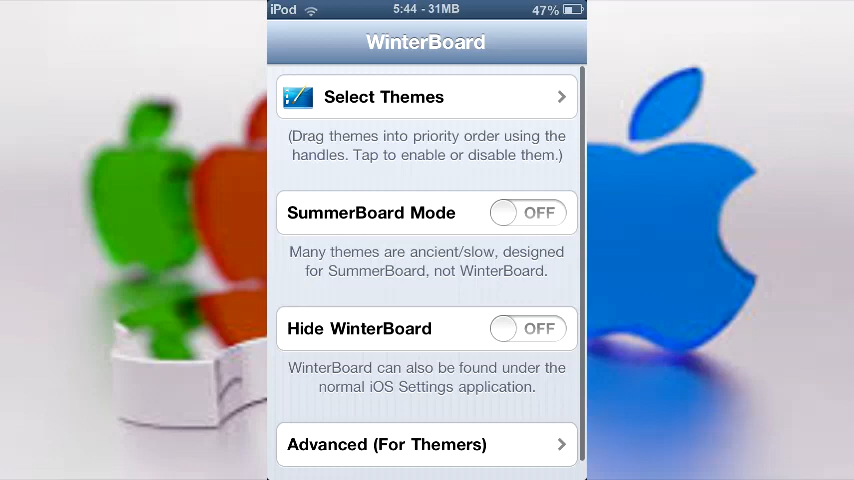 iPod 5:44 - 31MB 47%
WinterBoard
Select Themes
(Drag themes into priority order using the
handles. Tap to enable or disable them.)
SummerBoard Mode OFF
Many themes are ancient/slow, designed
for SummerBoard, not WinterBoard.
Hide WinterBoard OFF
WinterBoard can also be found under the
normal iOS Settings application.
Advanced (For Themers)